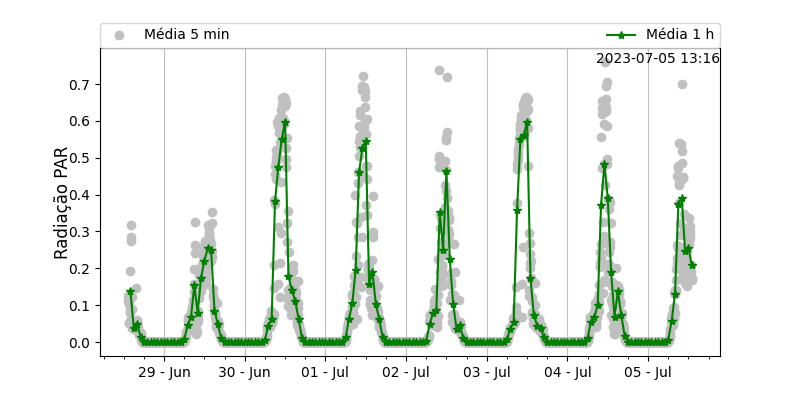 Média 5 min
Média 1 h
2023-07-05 13:16
Radiação PAR
0.7
0.6
0.5
0.4
0.3
0.2
0.1
0.0
29 - Jun
30 - Jun
01 - Jul
02 - Jul
03 - Jul
04 - Jul
05 - Jul